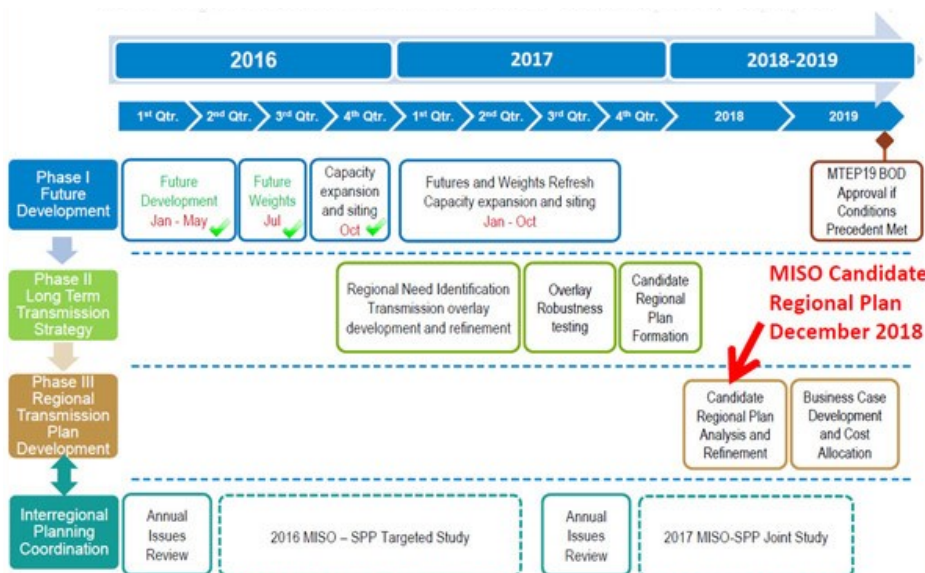 2016
2017
2018-2019
1st Qtr.
2nd Qtr.
3rd Qtr.
4th Qtr.
1st Qtr.
2nd Qtr.
3rd Qtr.
4th Qtr.
2018
2019
Phase I
Future
Development
Future
Development
Jan - May
Future
Weights
Jul
Capacity
expansion
and siting
Oct
Futures and Weights Refresh
Capacity expansion and siting
Jan - Oct
MTEP19 BOD
Approval if
Conditions
Precedent Met
Phase II
Long Term
Transmission
Strategy
Regional Need Identification
Transmission overlay
development and refinement
Overlay
Robustness
testing
Candidate
Regional
Plan
Formation
MISO Candidate
Regional Plan
December 2018
Phase III
Regional
Transmission
Plan
Development
Candidate
Regional Plan
Analysis and
Refinement
Business Case
Development
and Cost
Allocation
Interregional
Planning
Coordination
Annual
Issues
Review
2016 MISO – SPP Targeted Study
Annual
Issues
Review
2017 MISO-SPP Joint Study